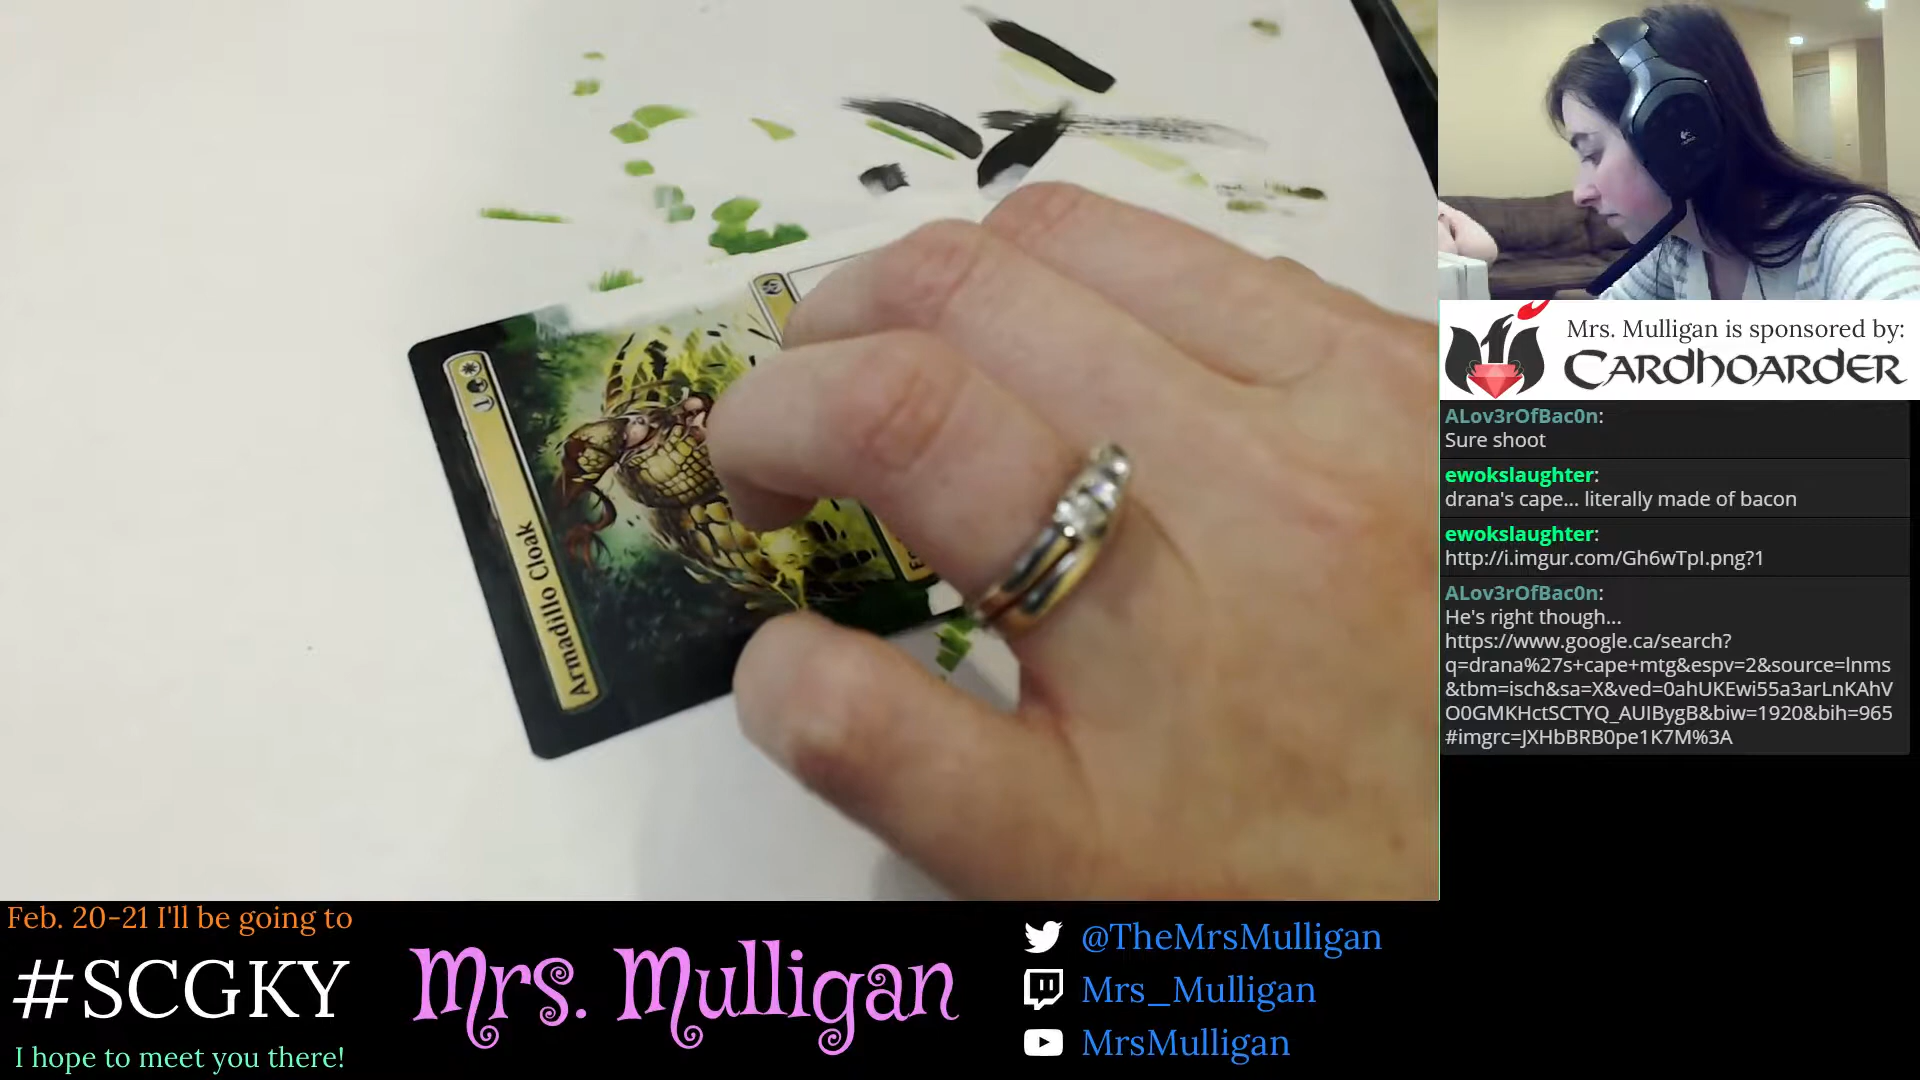 Armadillo Cloak
Mrs. Mulligan is sponsored by:
CARDHOARDER
ALov3rOfBac0n:
Sure shoot
ewokslaughter:
drana's cape... literally made of bacon
ewokslaughter:
http://i.imgur.com/Gh6wTpI.png?1
ALov3rOfBac0n:
He's right though...
https://www.google.ca/search?
q=drana%27s+cape+mtg&espv=2&source=lnms
&tbm=isch&sa=X&ved=0ahUKEwi55a3arLnKAhV
O0GMKHctSCTYQ_AUIBygB&biw=1920&bih=965
#imgrc=JXHbBRB0pe1K7M%3A
Feb. 20-21 I'll be going to
#SCGKY
I hope to meet you there!
Mrs. Mulligan
@TheMrsMulligan
Mrs_Mulligan
MrsMulligan